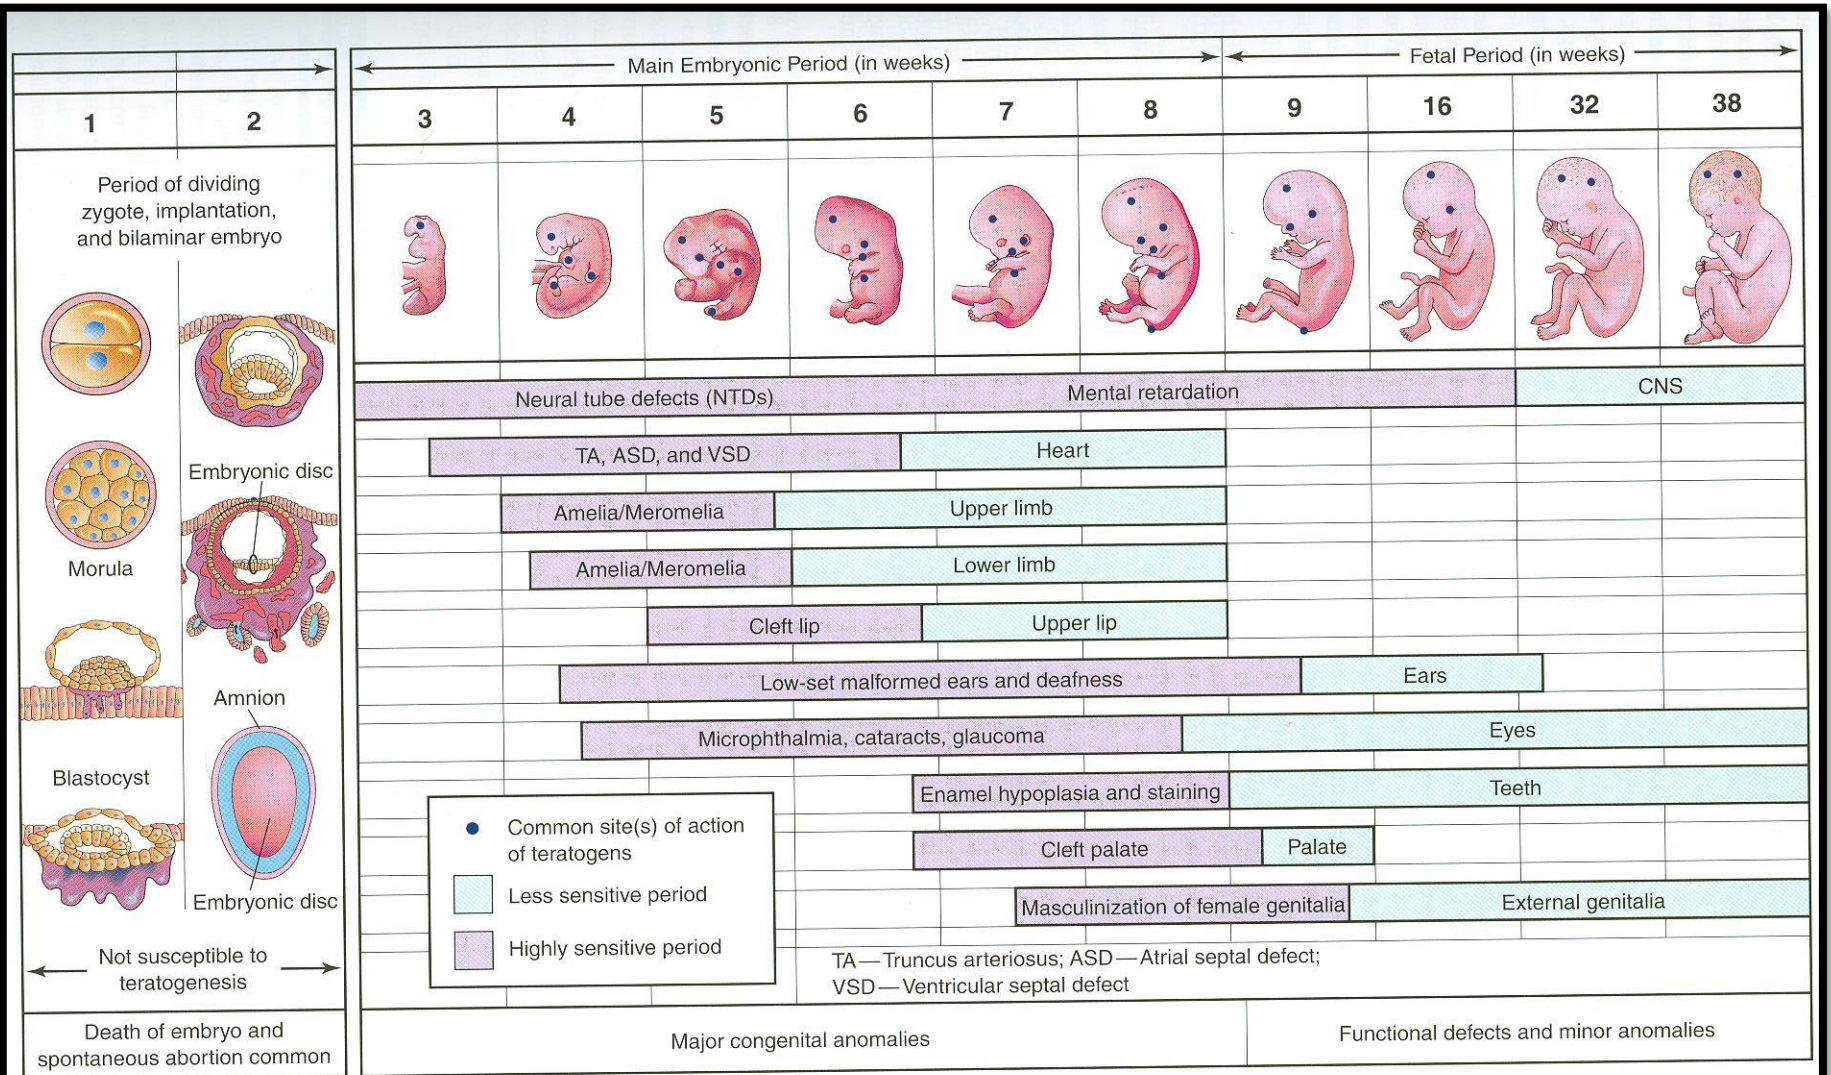 Main Embryonic Period (in weeks)
Fetal Period (in weeks)
1
2
3
4
5
6
7
8
9
16
32
38
Period of dividing
zygote, implantation,
and bilaminar embryo
Embryonic disc
Morula
Amnion
Blastocyst
Embryonic disc
Not susceptible to
teratogenesis
Death of embryo and
spontaneous abortion common
Neural tube defects (NTDs)
Mental retardation
CNS
TA, ASD, and VSD
Heart
Amelia/Meromelia
Upper limb
Amelia/Meromelia
Lower limb
Cleft lip
Upper lip
Low-set malformed ears and deafness
Ears
Microphthalmia, cataracts, glaucoma
Eyes
Enamel hypoplasia and staining
Teeth
Cleft palate
Palate
Masculinization of female genitalia
External genitalia
Common site(s) of action
of teratogens
Less sensitive period
Highly sensitive period
TA—Truncus arteriosus; ASD—Atrial septal defect;
VSD—Ventricular septal defect
Major congenital anomalies
Functional defects and minor anomalies